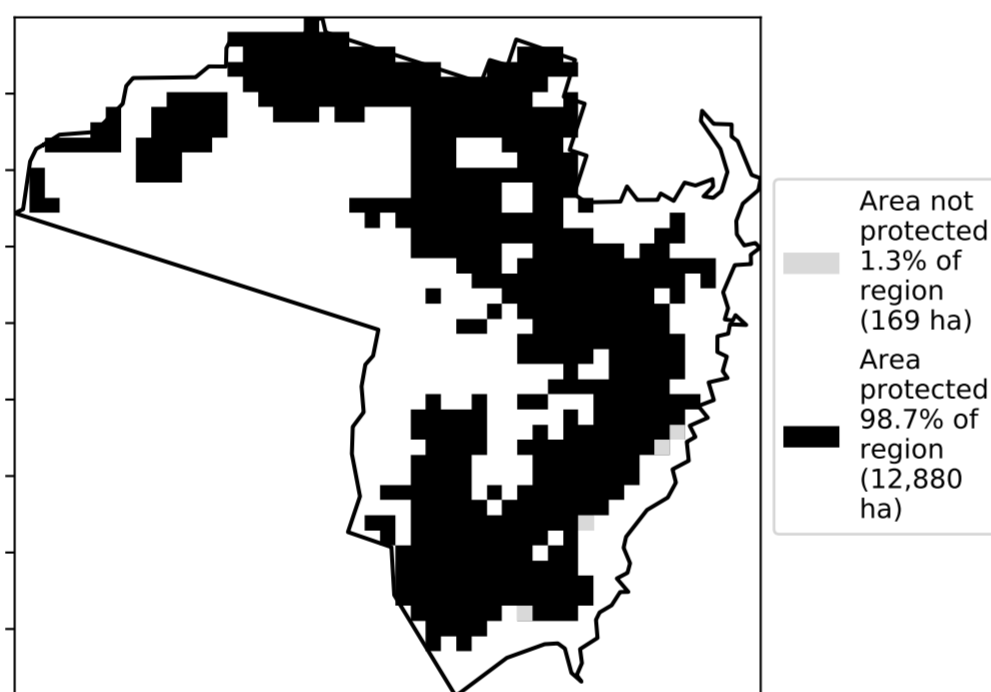 Area not
protected
1.3% of
region
(169 ha)
Area
protected
98.7% of
region
(12,880
ha)